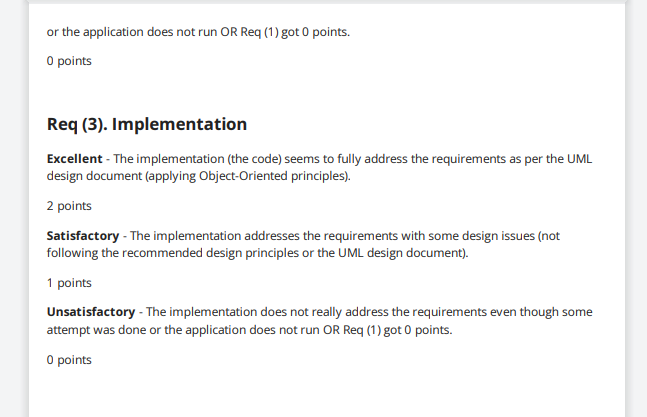 or the application does not run OR Req (1) got 0 points.
0 points
Req (3). Implementation
Excellent - The implementation (the code) seems to fully address the requirements as per the UML
design document (applying Object-Oriented principles).
2 points
Satisfactory - The implementation addresses the requirements with some design issues (not
following the recommended design principles or the UML design document).
1 points
Unsatisfactory - The implementation does not really address the requirements even though some
attempt was done or the application does not run OR Req (1) got 0 points.
0 points